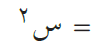 = س٢